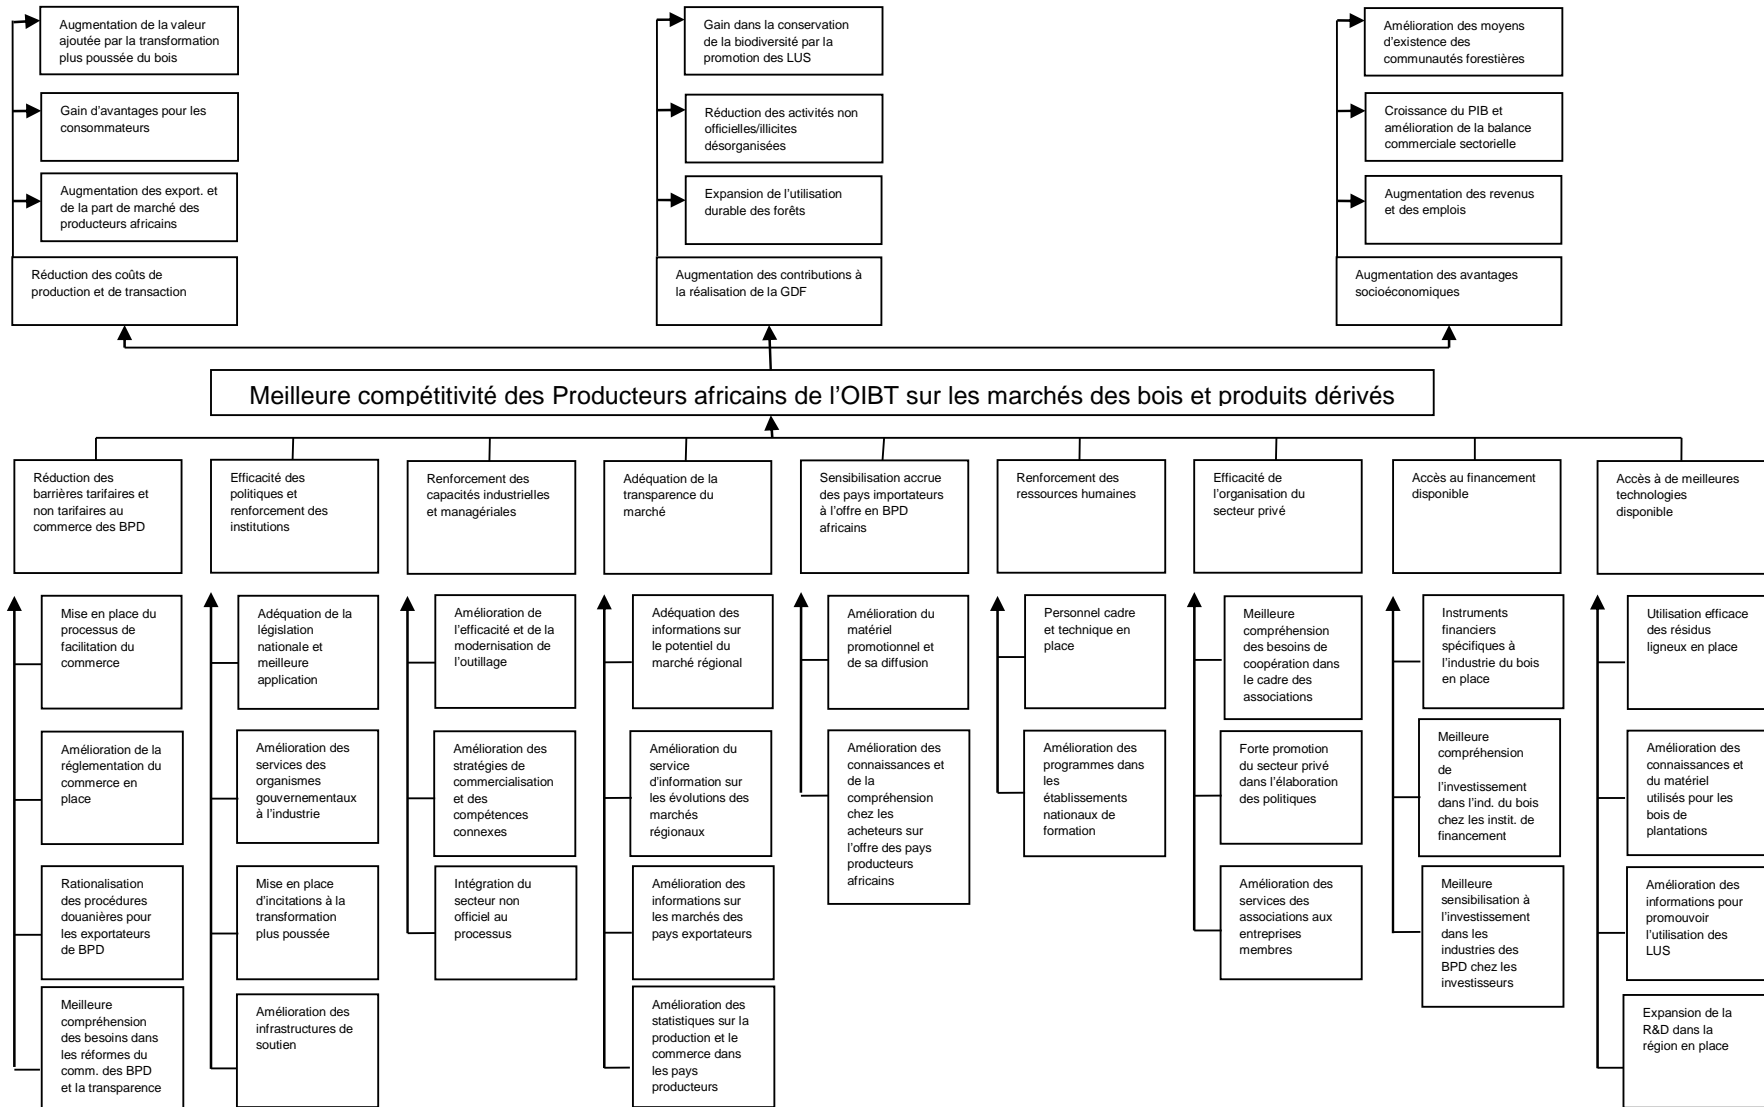 Augmentation de la valeur
ajoutée par la transformation
plus poussée du bois
Gain d'avantages pour les
consommateurs
Augmentation des export. et
de la part de marché des
producteurs africains
Réduction des coûts de
production et de transaction
Gain dans la conservation
de la biodiversité par la
promotion des LUS
Réduction des activités non
officielles/illicites
désorganisées
Expansion de l'utilisation
durable des forêts
Augmentation des contributions à
la réalisation de la GDF
Amélioration des moyens
d'existence des
communautés forestières
Croissance du PIB et
amélioration de la balance
commerciale sectorielle
Augmentation des revenus
et des emplois
Augmentation des avantages
socioéconomiques
Meilleure compétitivité des Producteurs africains de l'OIBT sur les marchés des bois et produits dérivés
Réduction des
barrières tarifaires et
non tarifaires au
commerce des BPD
Mise en place du
processus de
facilitation du
commerce
Amélioration de la
réglementation du
commerce en
place
Rationalisation des
procédures
douanières pour
les exportateurs
de BPD
Meilleure
compréhension
des besoins dans
les réformes du
comm. des BPD
et la transparence
Efficacité des
politiques et
renforcement des
institutions
Adéquation de la
législation
nationale et
meilleure
application
Amélioration des
services des
organismes
gouvernementaux
à l'industrie
Mise en place
d'incitations à la
transformation
plus poussée
Amélioration des
infrastructures de
soutien
Renforcement des
capacités industrielles
et managériales
Amélioration de
l'efficacité et de la
modernisation de
l'outillage
Amélioration des
stratégies de
commercialisation
et des
compétences
connexes
Intégration du
secteur non
officiel au
processus
Adéquation de la
transparence du
marché
Adéquation des
informations sur
le potentiel du
marché régional
Amélioration du
service
d'information sur
les évolutions des
marchés
régionaux
Amélioration des
informations sur
les marchés des
pays exportateurs
Amélioration des
statistiques sur la
production et le
commerce dans
les pays
producteurs
Sensibilisation accrue
des pays importateurs
à l'offre en BPD
africains
Amélioration du
matériel
promotionnel et
de sa diffusion
Amélioration des
connaissances et
de la
compréhension
chez les
acheteurs sur
l'offre des pays
producteurs
africains
Renforcement des
ressources humaines
Personnel cadre
et technique en
place
Amélioration des
programmes dans
les
établissements
nationaux de
formation
Efficacité de
l'organisation du
secteur privé
Meilleure
compréhension
des besoins de
coopération dans
le cadre des
associations
Forte promotion
du secteur privé
dans l'élaboration
des politiques
Amélioration des
services des
associations aux
entreprises
membres
Accès au financement
disponible
Instruments
financiers
spécifiques à
l'industrie du bois
en place
Meilleure
compréhension
de
l'investissement
dans l'ind. du bois
chez les instit. de
financement
Meilleure
sensibilisation à
l'investissement
dans les
industries des
BPD chez les
investisseurs
Accès à de meilleures
technologies
disponible
Utilisation efficace
des résidus
ligneux en place
Amélioration des
connaissances et
du matériel
utilisés pour les
bois de
plantations
Amélioration des
informations pour
promouvoir
l'utilisation des
LUS
Expansion de la
R&D dans la
région en place